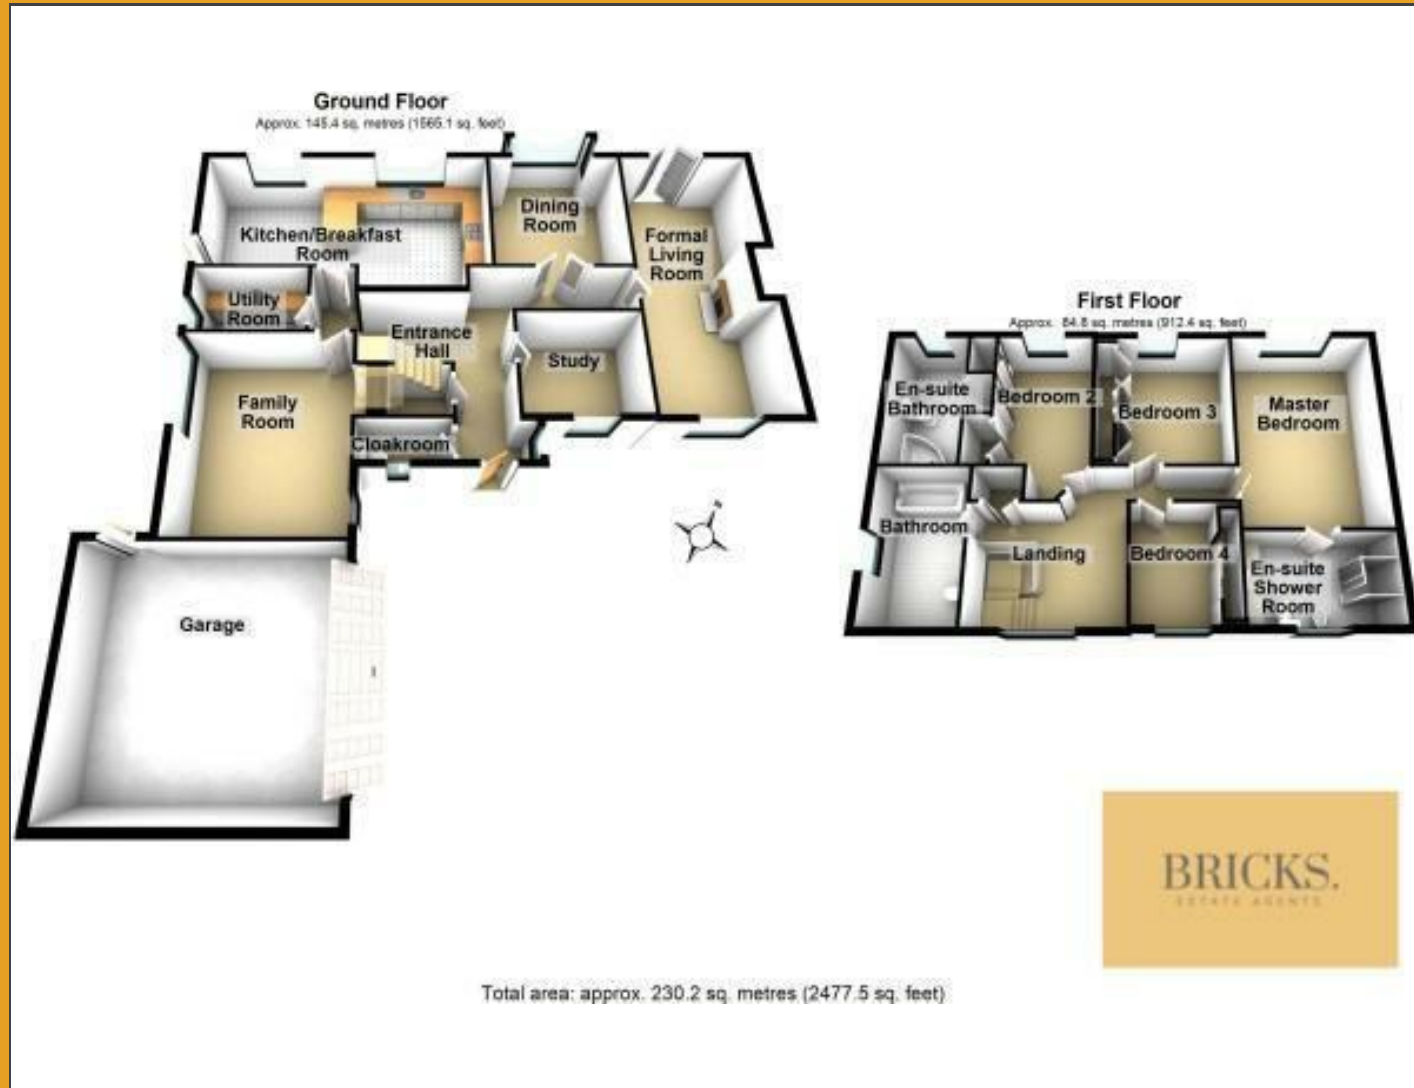 Ground Floor
Approx. 145.4 sq. metres (1565.1 sq. feet)
Dining
Room
Kitchen/Breakfast
Room
Formal
Living
Room
Utility
Room
Entrance
Hall
Study
Family
Room
Cloakroom
Garage
N
First Floor
Approx. 84.8 sq. metres (912.4 sq. feet)
En-suite
Bathroom
Bedroom 2
Bedroom 3
Master
Bedroom
Bathroom
Landing
Bedroom 4
En-suite
Shower
Room
BRICKS.
ESTATE AGENTS
Total area: approx. 230.2 sq. metres (2477.5 sq. feet)